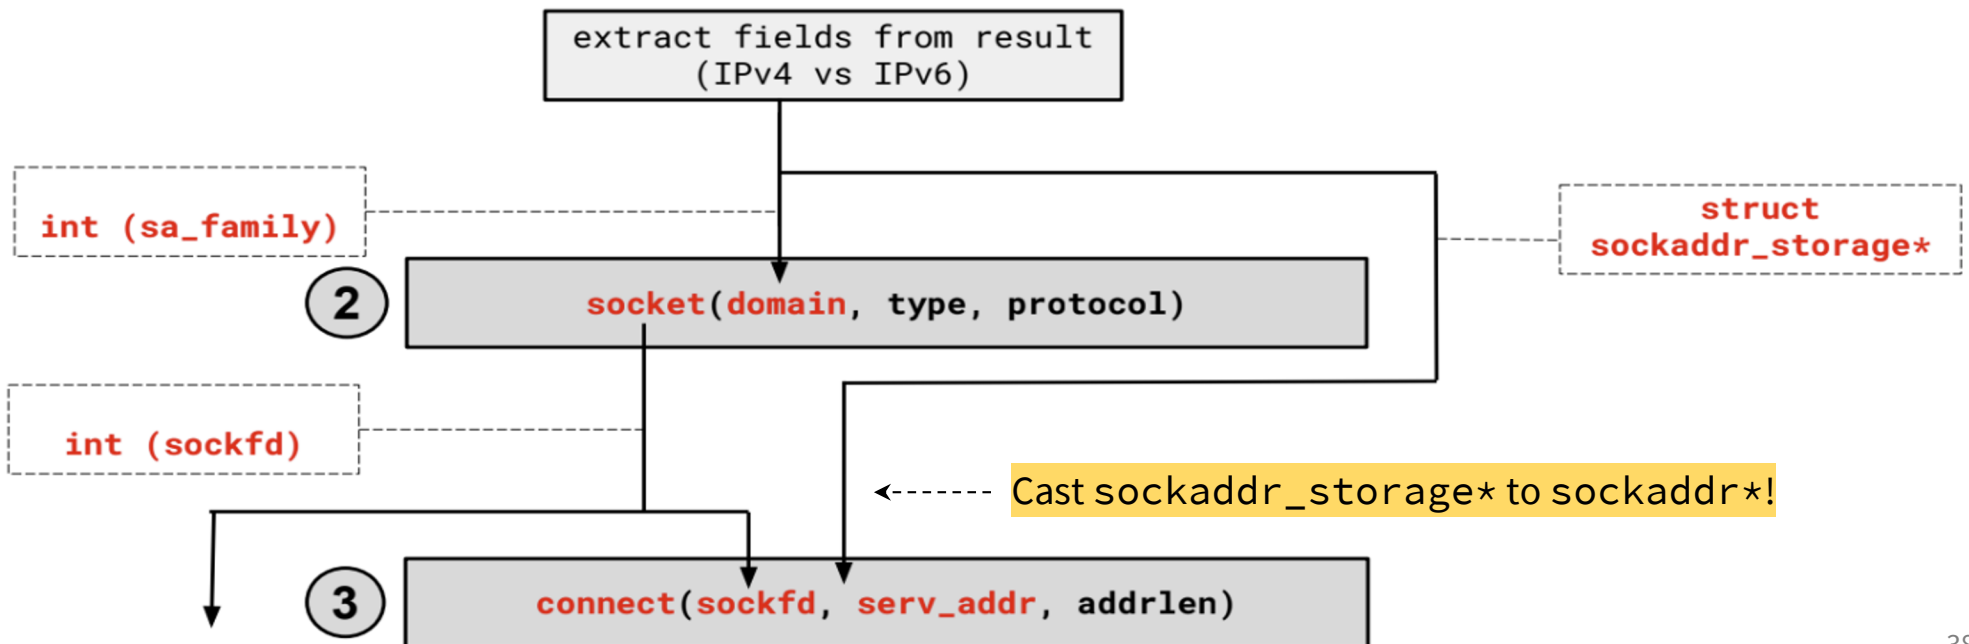 extract fields from result
(IPv4 vs IPv6)
int (sa_family)
struct
sockaddr_storage*
2
socket(domain, type, protocol)
int (sockfd)
Cast sockaddr_storage* to sockaddr*!
3
connect(sockfd, serv_addr, addrlen)